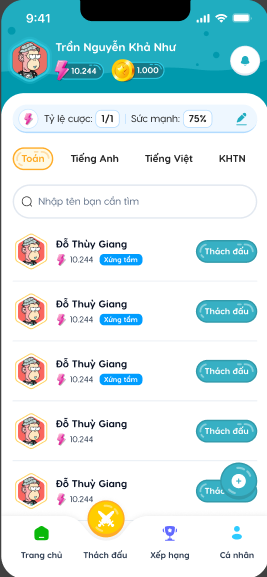 9:41
Trần Nguyễn Khả Như
10.244
1.000
Tỷ lệ cược: 1/1
Sức mạnh: 75%
Toán
Tiếng Anh
Tiếng Việt
KHTN
Nhập tên bạn cần tìm
Đỗ Thùy Giang
10.244
Xứng tầm
Thách đấu
Đỗ Thuỳ Giang
10.244
Xứng tầm
Thách đấu
Đỗ Thuỳ Giang
10.244
Xứng tầm
Thách đấu
Đỗ Thuỳ Giang
10.244
Thách đấu
Đỗ Thuỳ Giang
10.244
Trang chủ
Thách đấu
Xếp hạng
Cá nhân